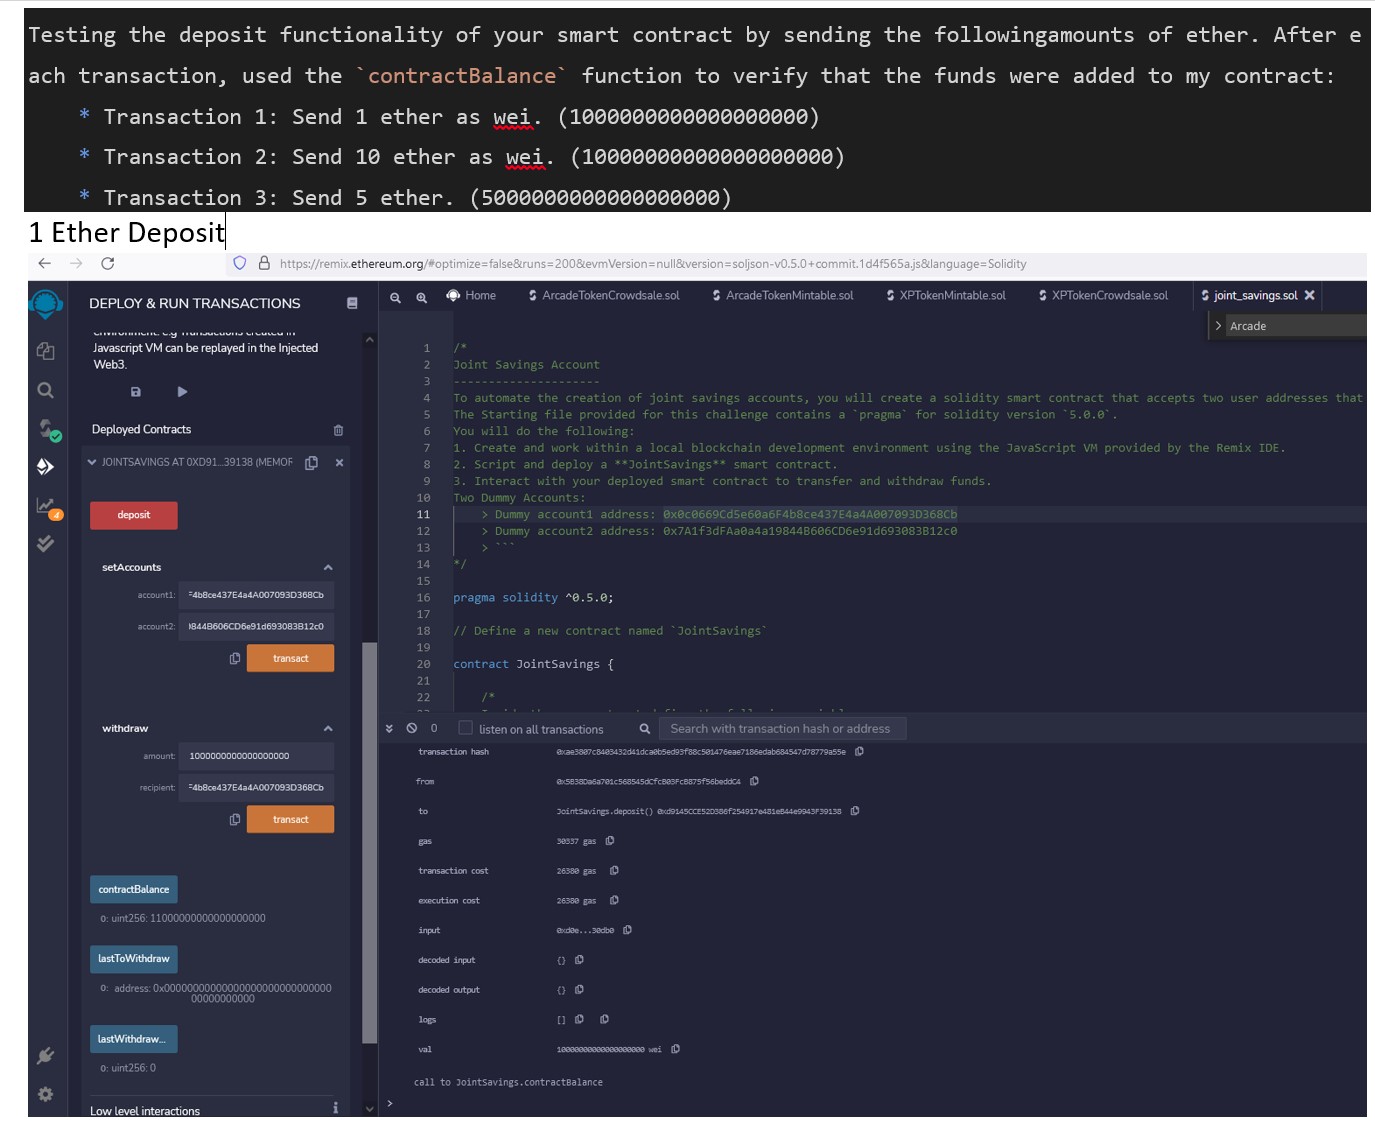 Testing the deposit functionality of your smart contract by sending the followingamounts of ether. After e
ach transaction, used the `contractBalance` function to verify that the funds were added to my contract:
* Transaction 1: Send 1 ether as wei. (1000000000000000000)
* Transaction 2: Send 10 ether as wei. (10000000000000000000)
* Transaction 3: Send 5 ether. (5000000000000000000)
1 Ether Deposit
https://remix.ethereum.org/#optimize=false&runs=200&evmVersion=null&version=soljson-v0.5.0+commit.1d4f565a.js&language=Solidity
DEPLOY & RUN TRANSACTIONS
environment. e.g Transactions created in
Javascript VM can be replayed in the Injected
Web3.
Deployed Contracts
JOINTSAVINGS AT 0XD91...39138 (MEMOR
deposit
setAccounts
account1: F4b8ce437E4a4A007093D368Cb
account2: 844B606CD6e91d693083B12c0
transact
withdraw
amount: 1000000000000000000
recipient: F4b8ce437E4a4A007093D368Cb
transact
contractBalance
0: uint256: 11000000000000000000
lastToWithdraw
0: address: 0x00000000000000000000000000000
00000000000
lastWithdraw...
0: uint256: 0
Low level interactions
4
Home
ArcadeTokenCrowdsale.sol
ArcadeTokenMintable.sol
XPTokenMintable.sol
XPTokenCrowdsale.sol
joint_savings.sol
Arcade
1 /*
2 Joint Savings Account
3 ---------------------
4 To automate the creation of joint savings accounts, you will create a solidity smart contract that accepts two user addresses that
5 The Starting file provided for this challenge contains a `pragma` for solidity version `5.0.0`.
6 You will do the following:
7 1. Create and work within a local blockchain development environment using the JavaScript VM provided by the Remix IDE.
8 2. Script and deploy a **JointSavings** smart contract.
9 3. Interact with your deployed smart contract to transfer and withdraw funds.
10 Two Dummy Accounts:
11 > Dummy account1 address: 0x0c0669Cd5e60a6F4b8ce437E4a4A007093D368Cb
12 > Dummy account2 address: 0x7A1f3dFAa0a4a19844B606CD6e91d693083B12c0
13 > ```
14 */
15
16 pragma solidity ^0.5.0;
17
18 // Define a new contract named `JointSavings`
19
20 contract JointSavings {
21
22 /*
0
listen on all transactions
Search with transaction hash or address
transaction hash 0xae3807c8403432d41dca0b5ed93f88c501476eae7186edab684547d78779a55e
from 0x5B38Da6a701c568545dCfcB03FcB875f56beddC4
to JointSavings.deposit() 0xd9145CCE52D386f254917e481eB44e9943F39138
gas 30337 gas
transaction cost 26380 gas
execution cost 26380 gas
input 0xd0e...30db0
decoded input {}
decoded output {}
logs []
val 1000000000000000000 wei
call to JointSavings.contractBalance
>